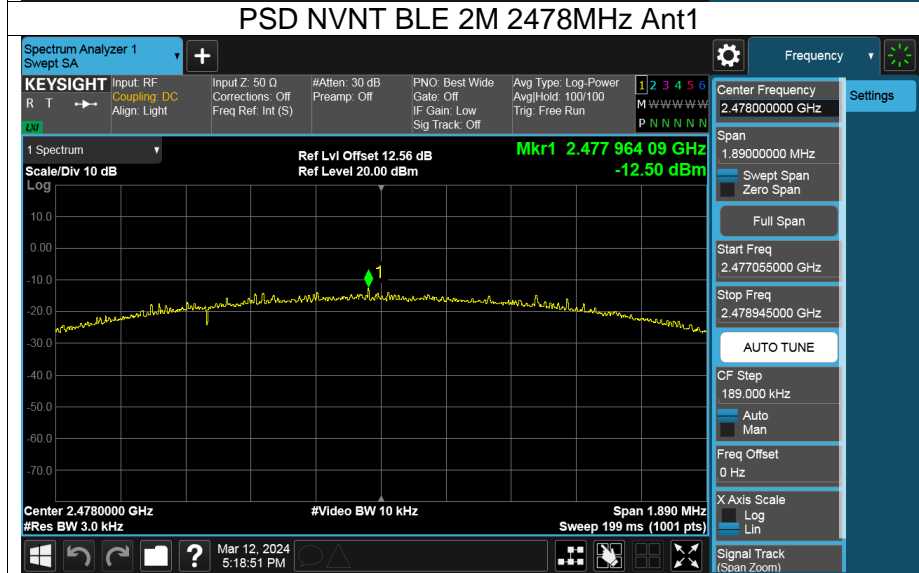 PSD NVNT BLE 2M 2478MHz Ant1
Spectrum Analyzer 1
Swept SA
+
Frequency
KEYSIGHT
R T
LXI
Input: RF
Coupling: DC
Align: Light
Input Z: 50 Ω
Corrections: Off
Freq Ref: Int (S)
#Atten: 30 dB
Preamp: Off
PNO: Best Wide
Gate: Off
IF Gain: Low
Sig Track: Off
Avg Type: Log-Power
Avg|Hold: 100/100
Trig: Free Run
1 2 3 4 5 6
M W W W W W
P N N N N N
1 Spectrum
Scale/Div 10 dB
Ref Lvl Offset 12.56 dB
Ref Level 20.00 dBm
Mkr1 2.477 964 09 GHz
-12.50 dBm
Log
10.0
0.00
-10.0
-20.0
-30.0
-40.0
-50.0
-60.0
-70.0
1
Center 2.4780000 GHz
#Res BW 3.0 kHz
#Video BW 10 kHz
Span 1.890 MHz
Sweep 199 ms (1001 pts)
?
Mar 12, 2024
5:18:51 PM
Center Frequency
2.478000000 GHz
Span
1.89000000 MHz
Swept Span
Zero Span
Full Span
Start Freq
2.477055000 GHz
Stop Freq
2.478945000 GHz
AUTO TUNE
CF Step
189.000 kHz
Auto
Man
Freq Offset
0 Hz
X Axis Scale
Log
Lin
Signal Track
(Span Zoom)
Settings